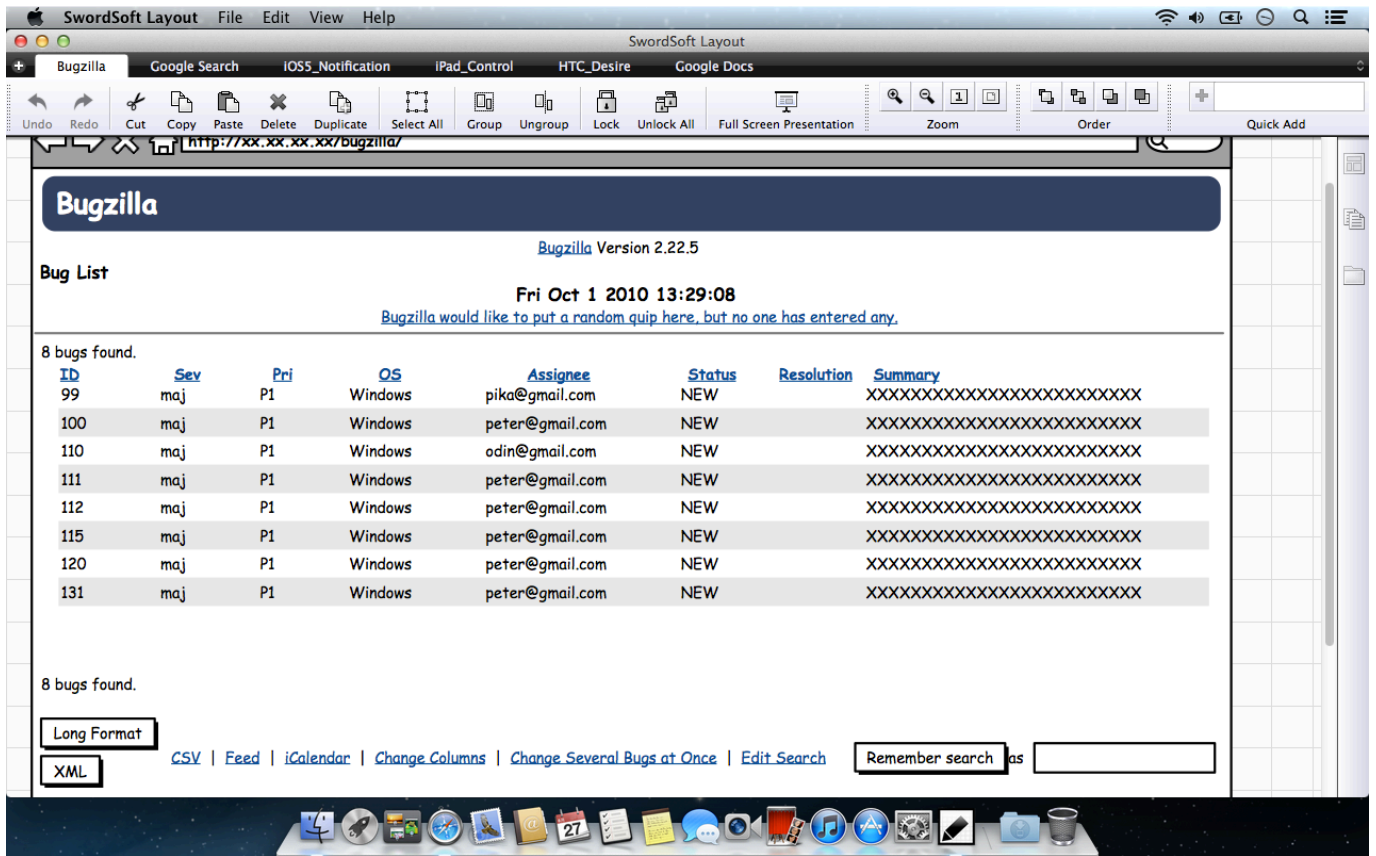 SwordSoft Layout File Edit View Help
SwordSoft Layout
Bugzilla Google Search iOS5_Notification iPad_Control HTC_Desire Google Docs
1
Undo Redo Cut Copy Paste Delete Duplicate Select All Group Ungroup Lock Unlock All Full Screen Presentation Zoom Order Quick Add
http://xx.xx.xx.xx/bugzilla/
Bugzilla
Bugzilla Version 2.22.5
Bug List
Fri Oct 1 2010 13:29:08
Bugzilla would like to put a random quip here, but no one has entered any.
8 bugs found.
ID Sev Pri OS Assignee Status Resolution Summary
99 maj P1 Windows pika@gmail.com NEW XXXXXXXXXXXXXXXXXXXXXXXXX
100 maj P1 Windows peter@gmail.com NEW XXXXXXXXXXXXXXXXXXXXXXXXX
110 maj P1 Windows odin@gmail.com NEW XXXXXXXXXXXXXXXXXXXXXXXXX
111 maj P1 Windows peter@gmail.com NEW XXXXXXXXXXXXXXXXXXXXXXXXX
112 maj P1 Windows peter@gmail.com NEW XXXXXXXXXXXXXXXXXXXXXXXXX
115 maj P1 Windows peter@gmail.com NEW XXXXXXXXXXXXXXXXXXXXXXXXX
120 maj P1 Windows peter@gmail.com NEW XXXXXXXXXXXXXXXXXXXXXXXXX
131 maj P1 Windows peter@gmail.com NEW XXXXXXXXXXXXXXXXXXXXXXXXX
8 bugs found.
Long Format
CSV | Feed | iCalendar | Change Columns | Change Several Bugs at Once | Edit Search Remember search as
XML
27